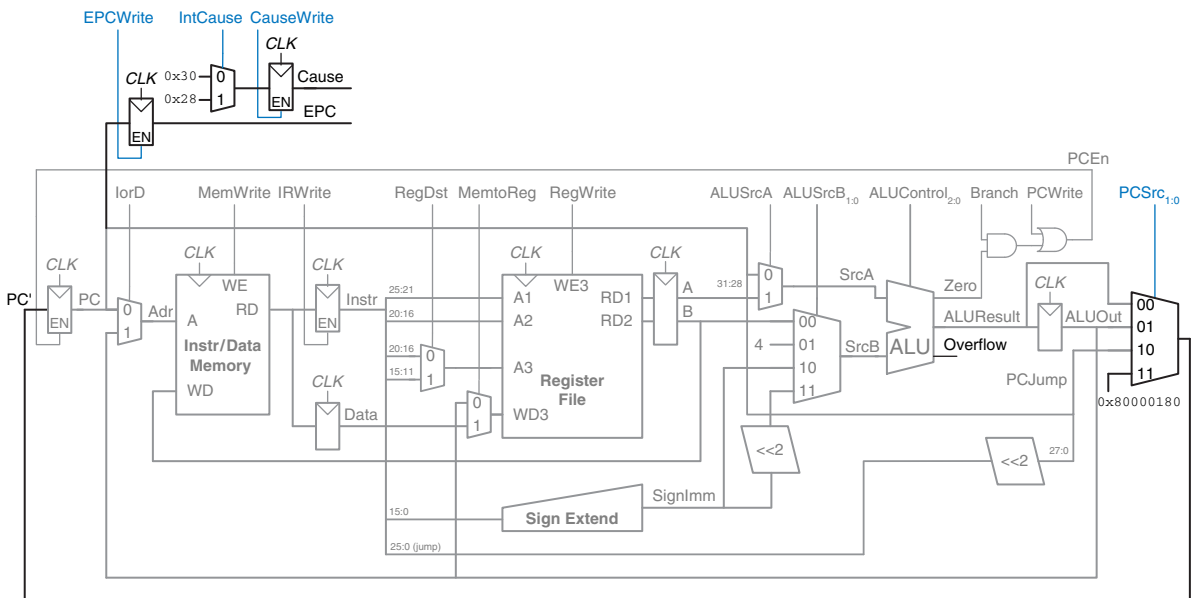 EPCWrite IntCause CauseWrite
CLK
CLK 0x30 0 Cause
0x28 1 EN
EPC
EN
PCEn
IorD MemWrite IRWrite RegDst MemtoReg RegWrite ALUSrcA ALUSrcB1:0 ALUControl2:0 Branch PCWrite PCSrc1:0
CLK CLK CLK CLK CLK
PC' PC EN
0 1 Adr
WE RD A Instr/Data Memory WD
EN Instr
CLK Data
25:21
20:16
20:16 0
15:11 1
0 1
A1 WE3 RD1
A2 RD2
A3 Register File
WD3
A
B
31:28 0 1 SrcA
00
4 01
10
11
SrcB
Zero
ALUResult
ALU Overflow
CLK ALUOut
00
01
10
11
PCJump
0x80000180
<<2
<<2 27:0
SignImm
15:0 Sign Extend
25:0 (jump)